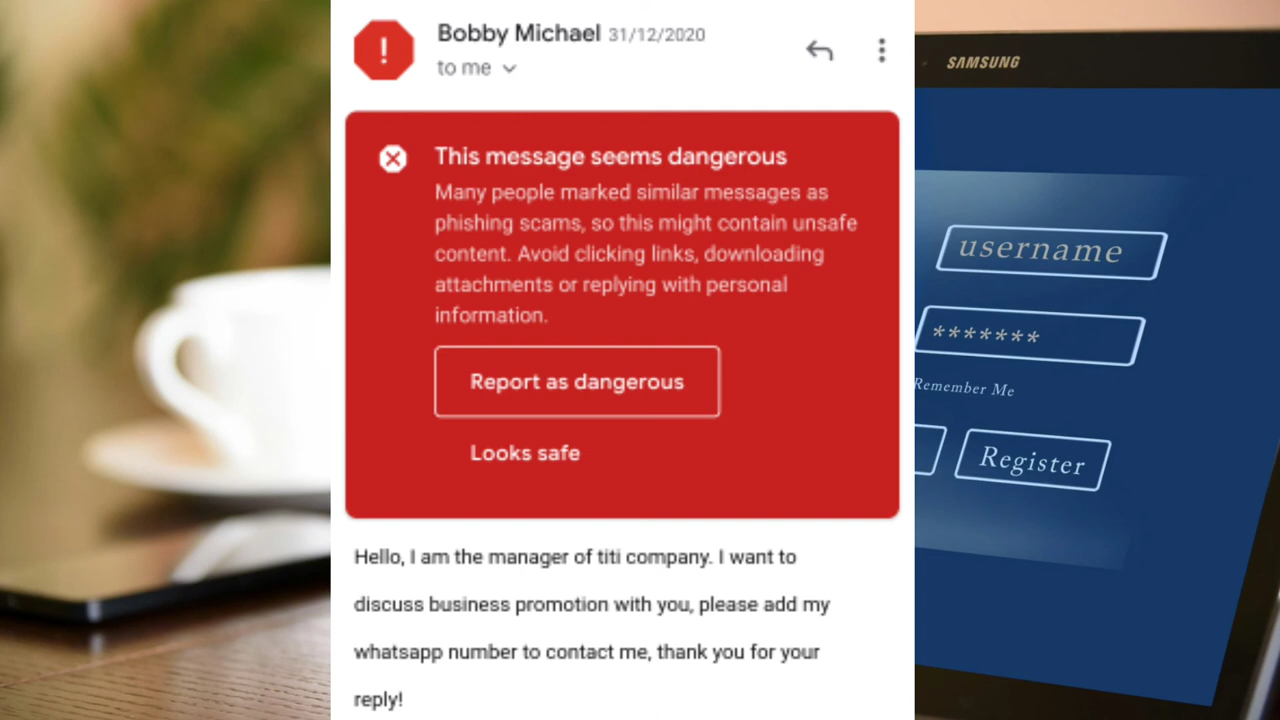 Bobby Michael 31/12/2020
to me
This message seems dangerous
Many people marked similar messages as
phishing scams, so this might contain unsafe
content. Avoid clicking links, downloading
attachments or replying with personal
information.
Report as dangerous
Looks safe
Hello, I am the manager of titi company. I want to
discuss business promotion with you, please add my
whatsapp number to contact me, thank you for your
reply!
SAMSUNG
username
*******
Remember Me
Register